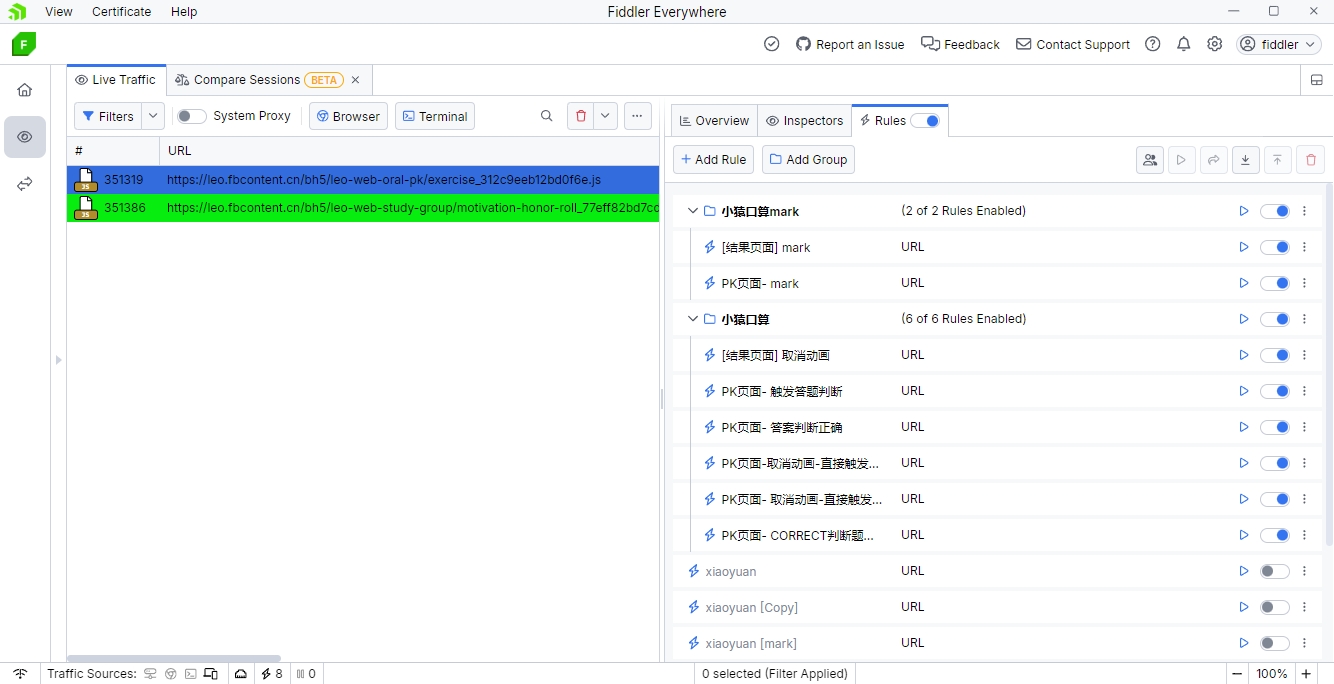 View Certificate Help Fiddler Everywhere
F Report an Issue Feedback Contact Support fiddler
Live Traffic Compare Sessions BETA
Filters System Proxy Browser Terminal
# URL
JS 351319 https://leo.fbcontent.cn/bh5/leo-web-oral-pk/exercise_312c9eeb12bd0f6e.js
JS 351386 https://leo.fbcontent.cn/bh5/leo-web-study-group/motivation-honor-roll_77eff82bd7cd
Overview Inspectors Rules
+ Add Rule Add Group
小猿口算mark (2 of 2 Rules Enabled)
[结果页面] mark URL
PK页面- mark URL
小猿口算 (6 of 6 Rules Enabled)
[结果页面] 取消动画 URL
PK页面- 触发答题判断 URL
PK页面- 答案判断正确 URL
PK页面-取消动画-直接触发... URL
PK页面- 取消动画-直接触发... URL
PK页面- CORRECT判断题... URL
xiaoyuan URL
xiaoyuan [Copy] URL
xiaoyuan [mark] URL
Traffic Sources: 8 0 0 selected (Filter Applied) − 100% +